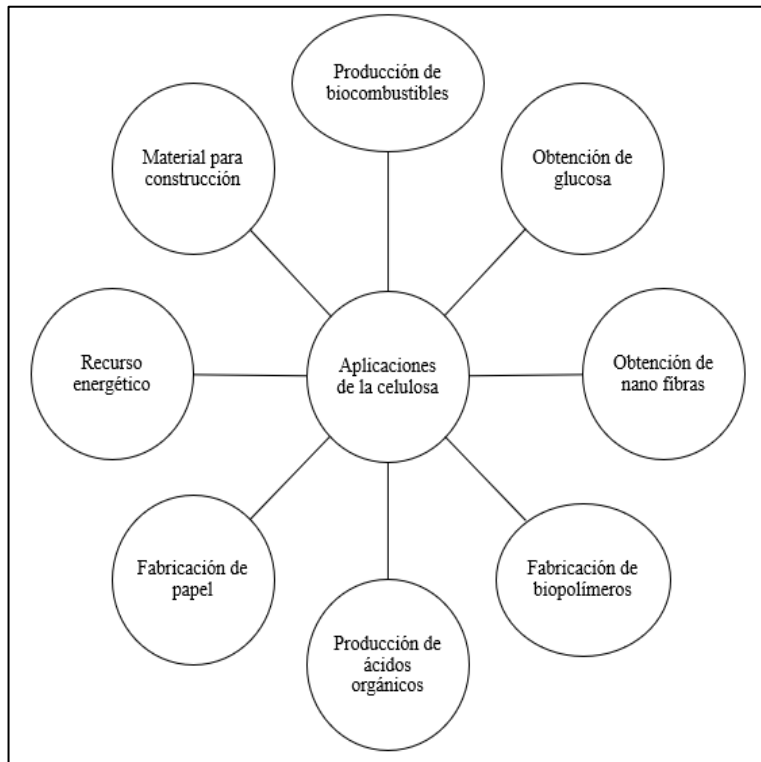 Producción de
biocombustibles
Obtención de
glucosa
Obtención de
nano fibras
Fabricación de
biopolímeros
Producción de
ácidos
orgánicos
Fabricación de
papel
Recurso
energético
Material para
construcción
Aplicaciones
de la celulosa